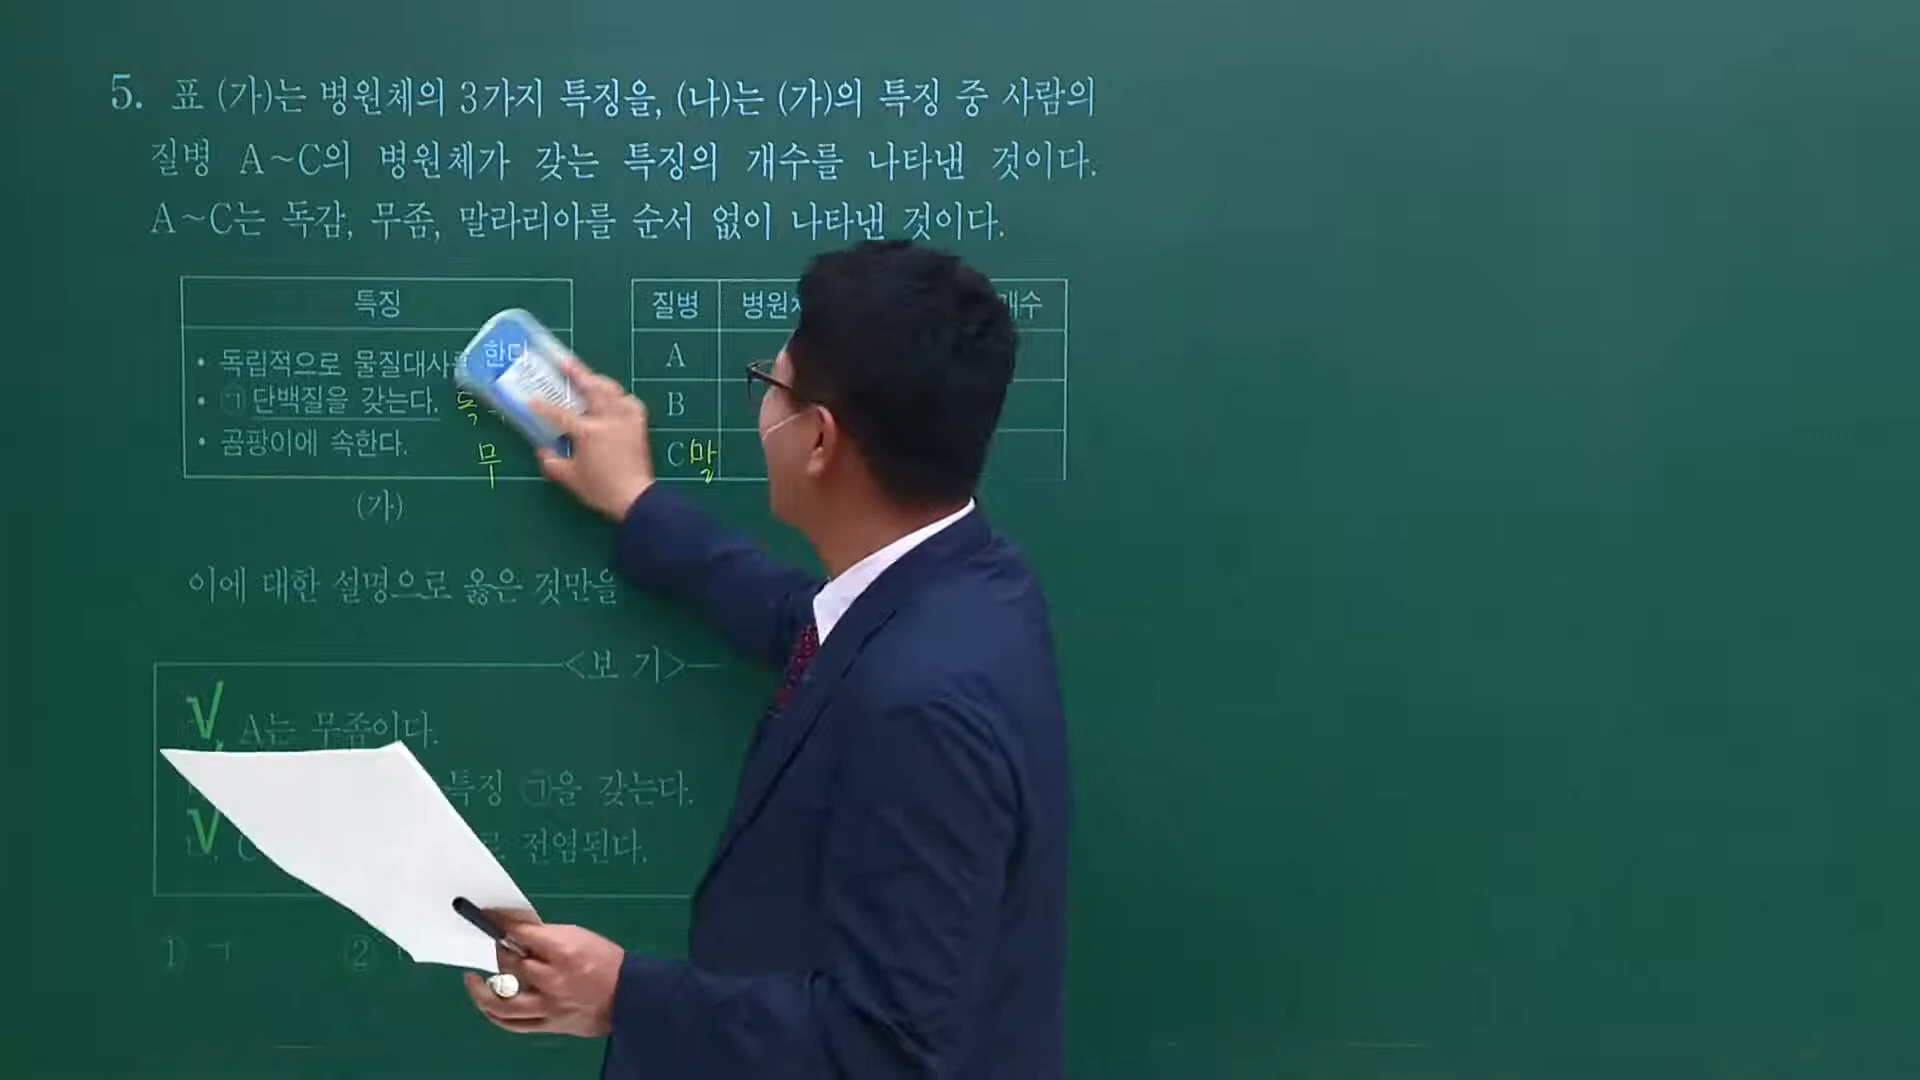 5. 표 (가)는 병원체의 3가지 특징을, (나)는 (가)의 특징 중 사람의
질병 A~C의 병원체가 갖는 특징의 개수를 나타낸 것이다.
A~C는 독감, 무좀, 말라리아를 순서 없이 나타낸 것이다.
특징
• 독립적으로 물질대사를 한다.
• ㉠ 단백질을 갖는다. 독
• 곰팡이에 속한다. 무
(가)
질병 병원체 개수
A
B
C 말
이에 대한 설명으로 옳은 것만을
<보 기>
A는 무좀이다.
특징 ㉠을 갖는다.
C 로 전염된다.
① ㄱ ②